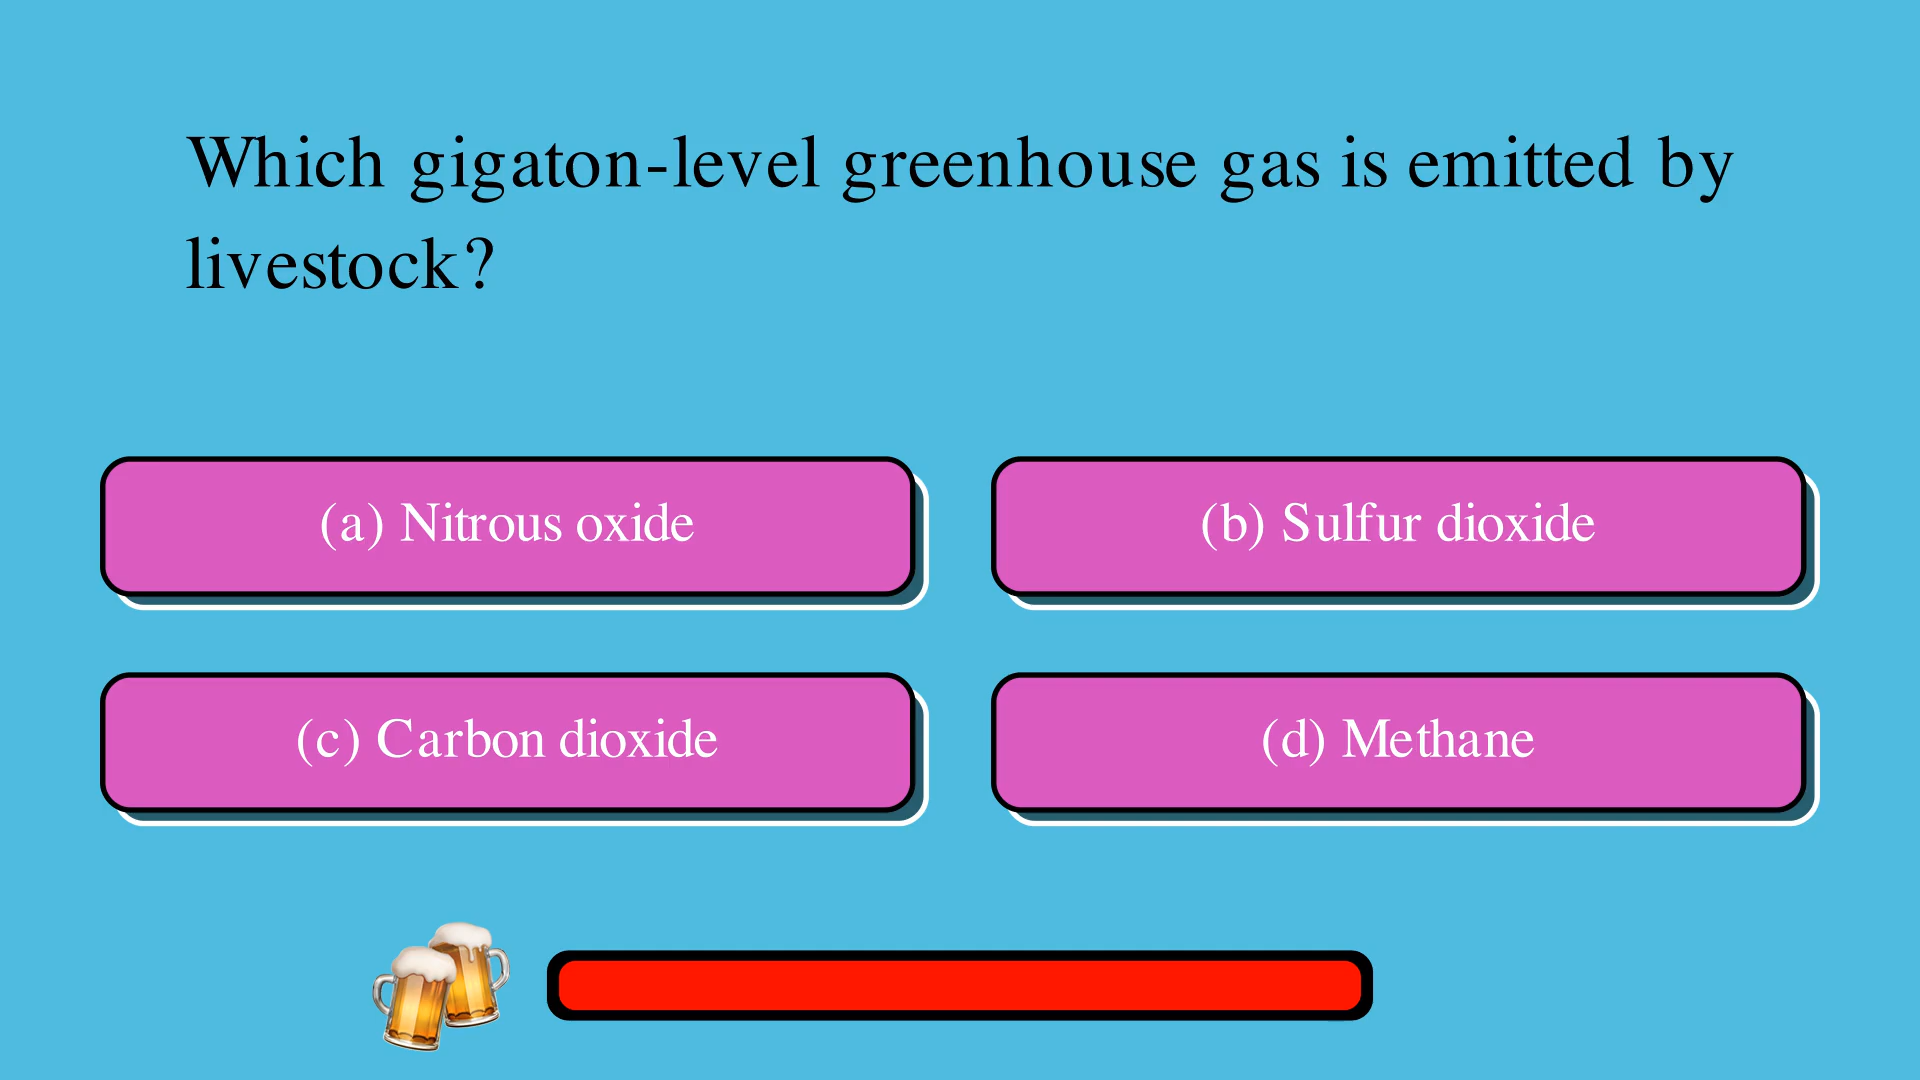 Which gigaton-level greenhouse gas is emitted by
livestock?
(a) Nitrous oxide
(b) Sulfur dioxide
(c) Carbon dioxide
(d) Methane